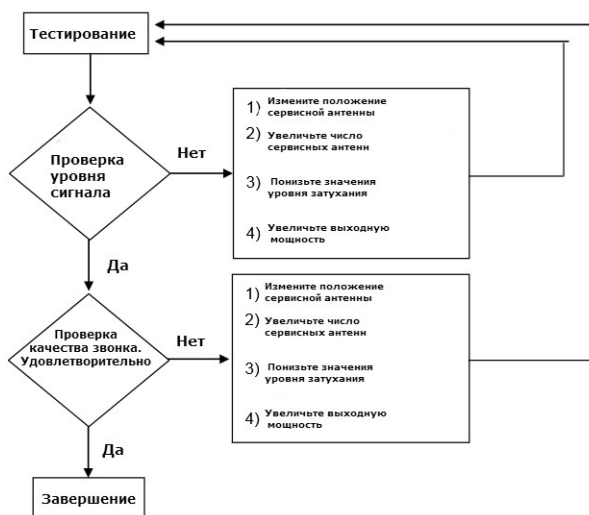 Тестирование
Проверка
уровня
сигнала
Нет
1) Измените положение
сервисной антенны
2) Увеличьте число
сервисных антенн
3) Понизьте значения
уровня затухания
4) Увеличьте выходную
мощность
Да
Проверка
качества звонка.
Удовлетворительно
Нет
1) Измените положение
сервисной антенны
2) Увеличьте число
сервисных антенн
3) Понизьте значения
уровня затухания
4) Увеличьте выходную
мощность
Да
Завершение